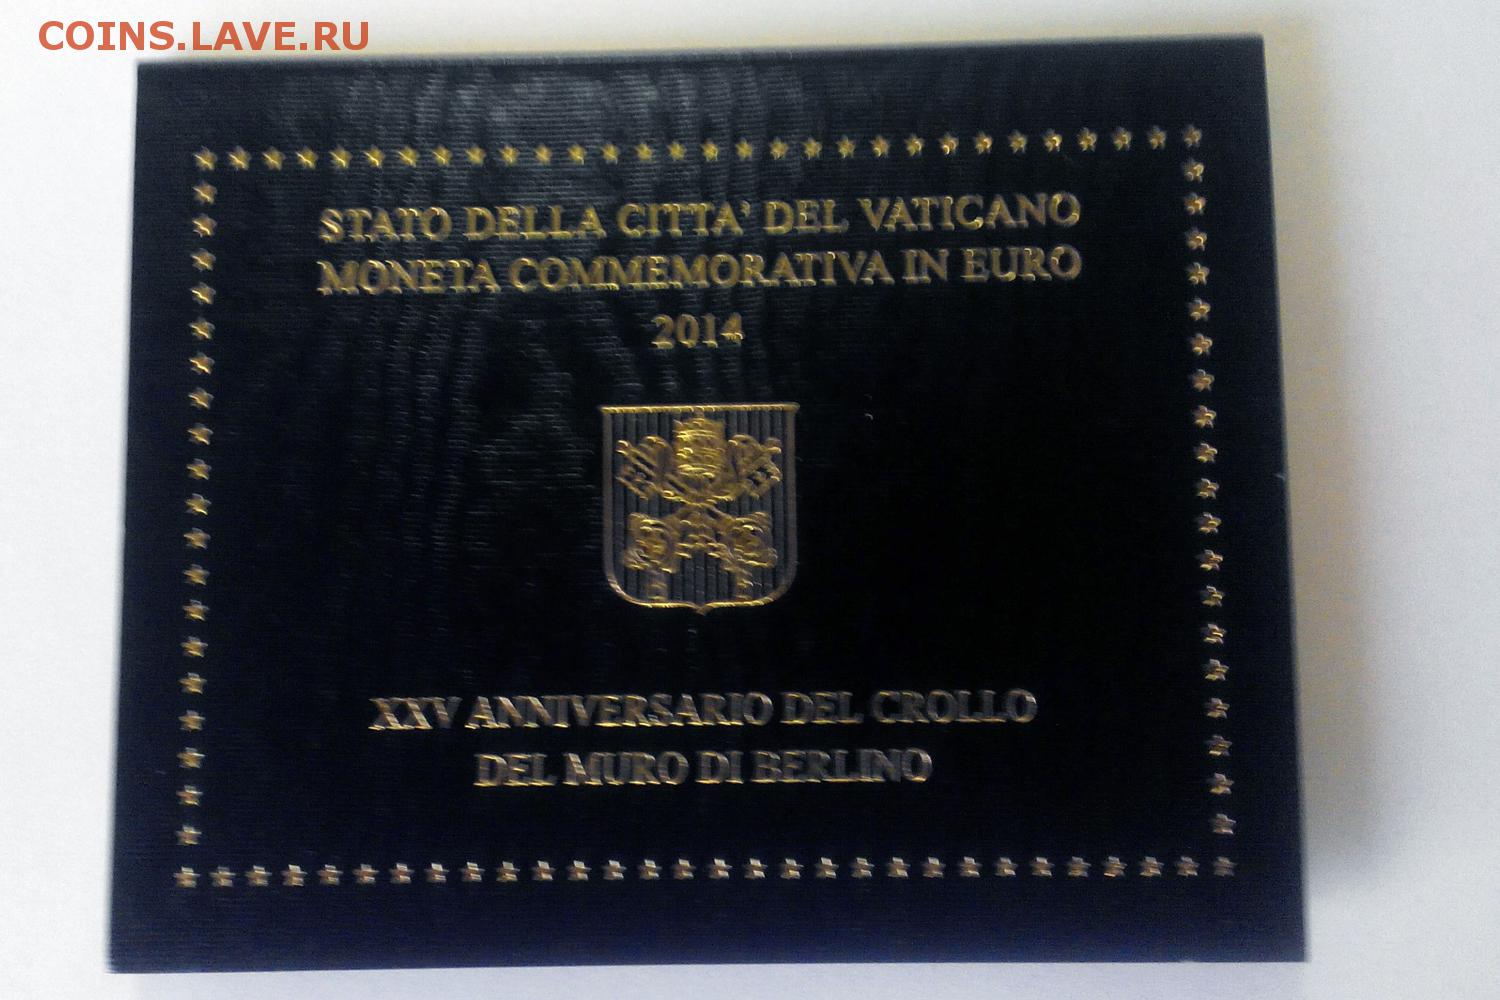 COINS.LAVE.RU
STATO DELLA CITTA' DEL VATICANO
MONETA COMMEMORATIVA IN EURO
2014
XXV ANNIVERSARIO DEL CROLLO
DEL MURO DI BERLINO